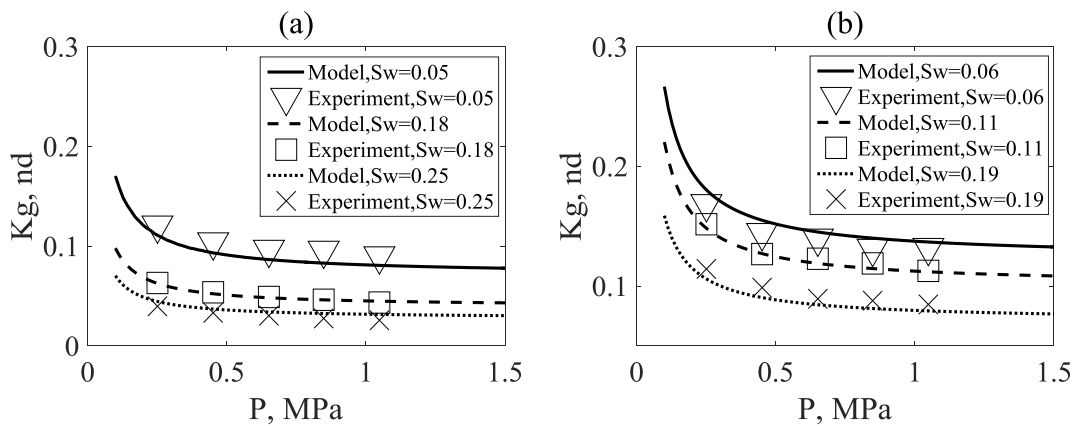 (a)
0.3
0.2
0.1
0
Kg, nd
Model,Sw=0.05
Experiment,Sw=0.05
Model,Sw=0.18
Experiment,Sw=0.18
Model,Sw=0.25
Experiment,Sw=0.25
0 0.5 1 1.5
P, MPa
(b)
0.3
0.2
0.1
Kg, nd
Model,Sw=0.06
Experiment,Sw=0.06
Model,Sw=0.11
Experiment,Sw=0.11
Model,Sw=0.19
Experiment,Sw=0.19
0 0.5 1 1.5
P, MPa